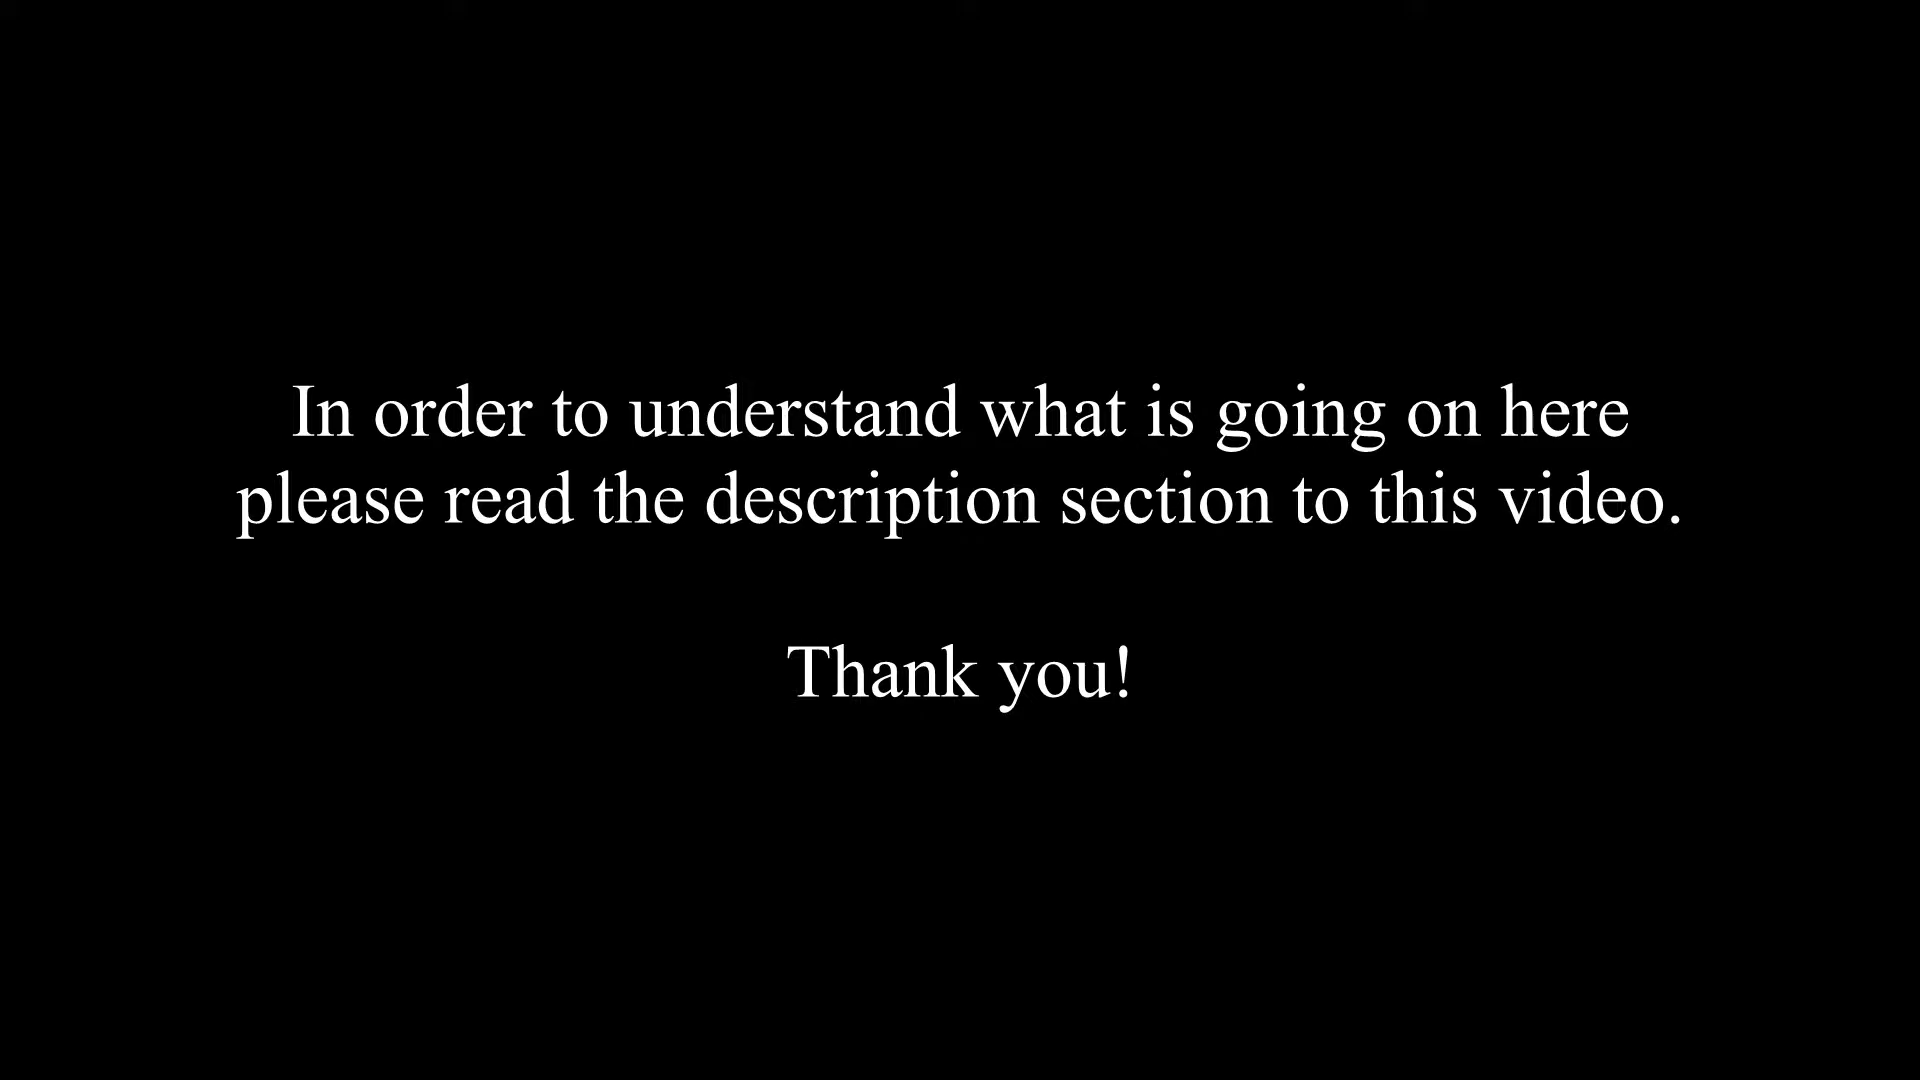 In order to understand what is going on here
please read the description section to this video.
Thank you!